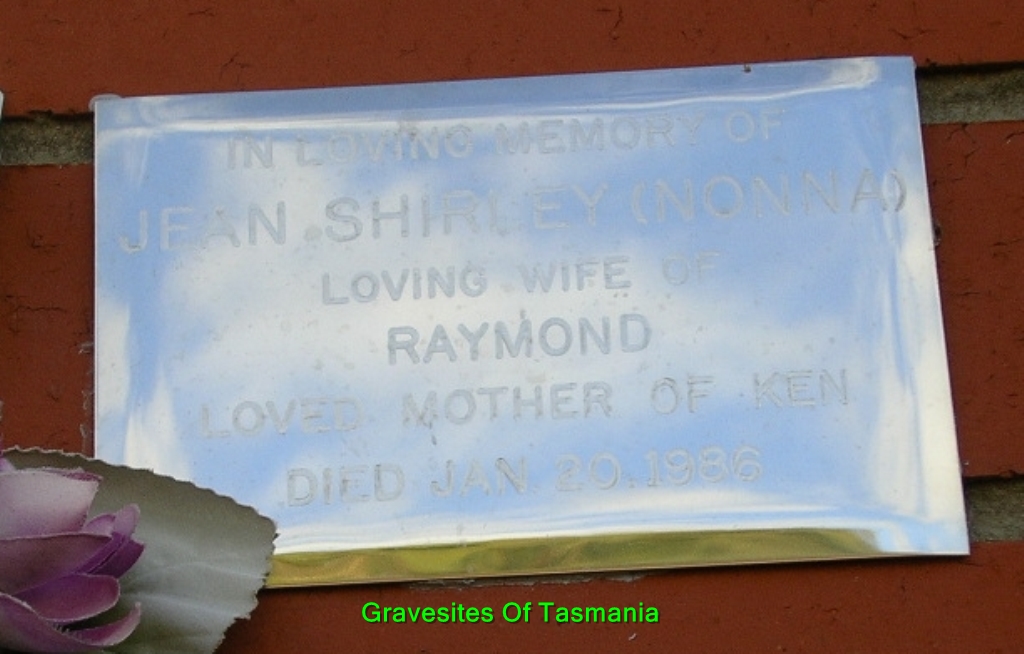 IN LOVING MEMORY OF
JEAN SHIRLEY (NONNA)
LOVING WIFE OF
RAYMOND
LOVED MOTHER OF KEN
DIED JAN. 20. 1986
Gravesites Of Tasmania